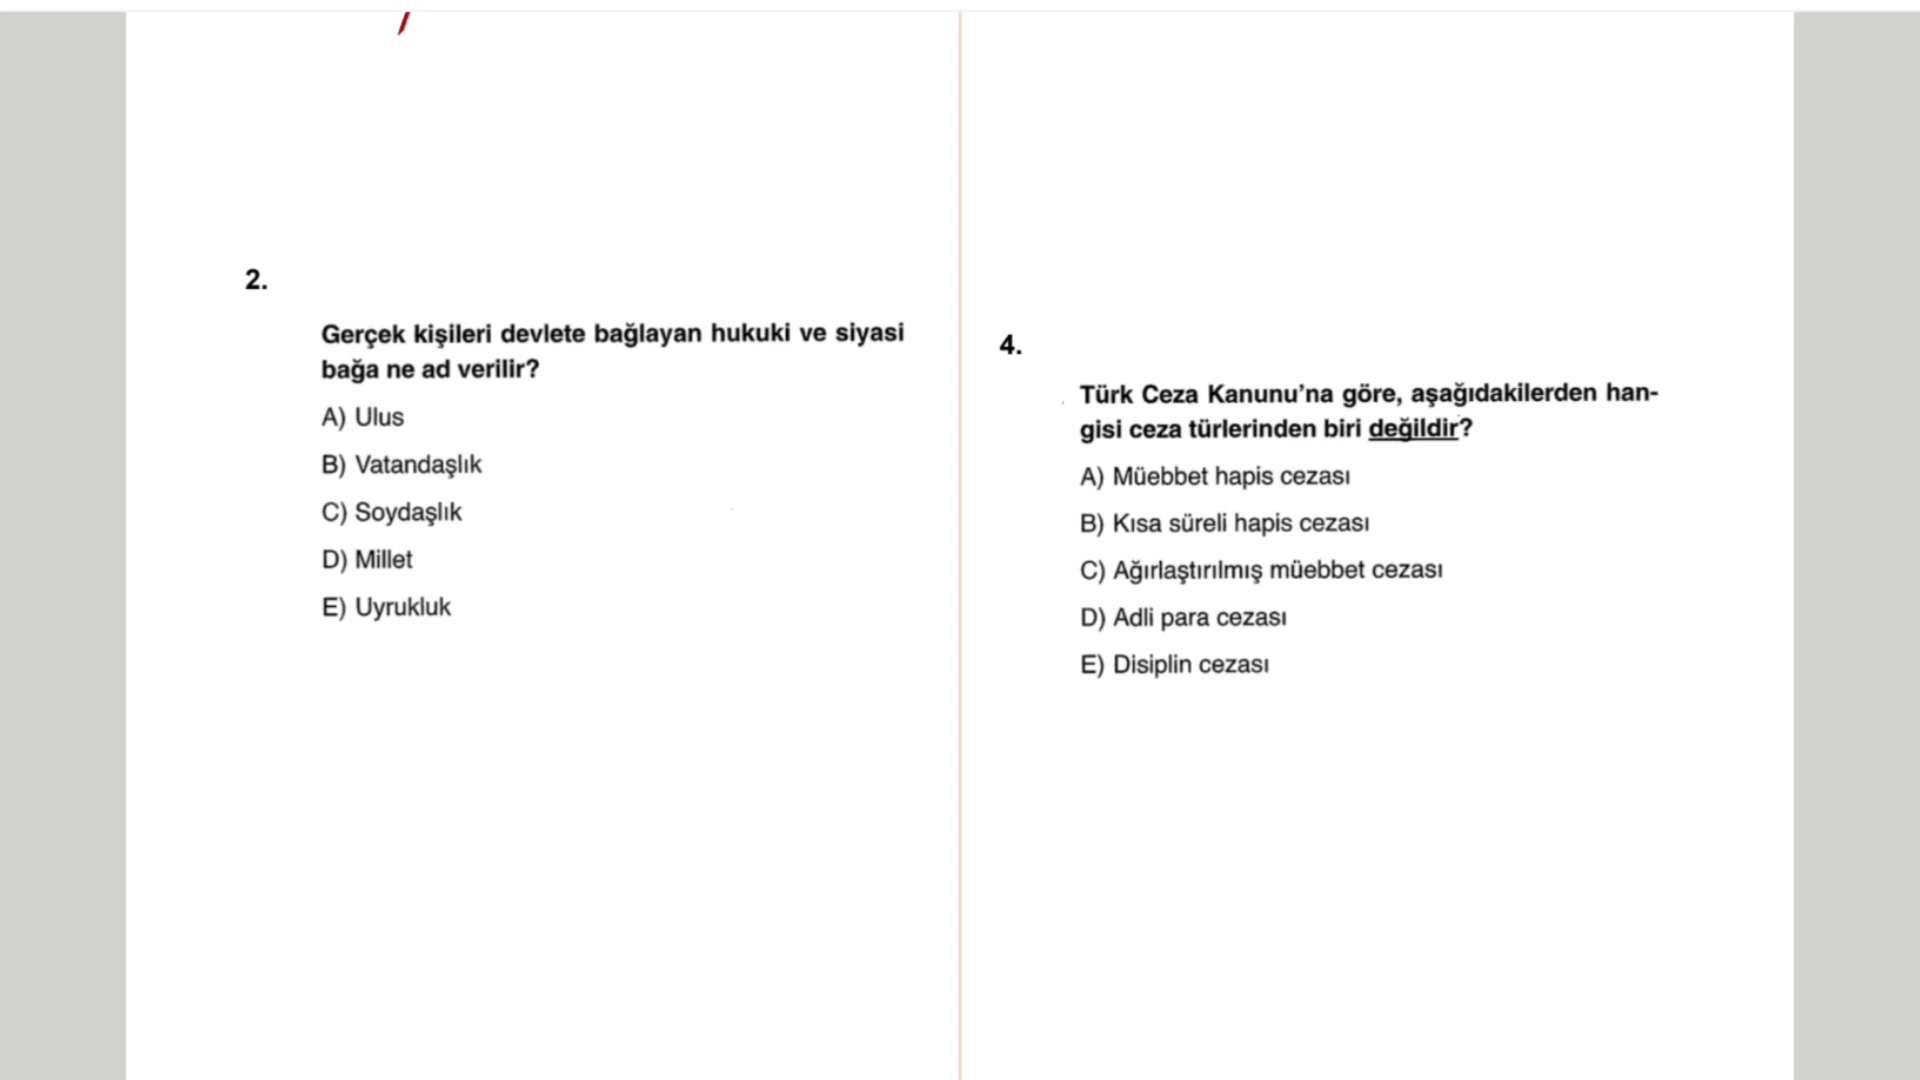 2.
Gerçek kişileri devlete bağlayan hukuki ve siyasi
bağa ne ad verilir?
A) Ulus
B) Vatandaşlık
C) Soydaşlık
D) Millet
E) Uyrukluk
4.
Türk Ceza Kanunu’na göre, aşağıdakilerden han-
gisi ceza türlerinden biri değildir?
A) Müebbet hapis cezası
B) Kısa süreli hapis cezası
C) Ağırlaştırılmış müebbet cezası
D) Adli para cezası
E) Disiplin cezası